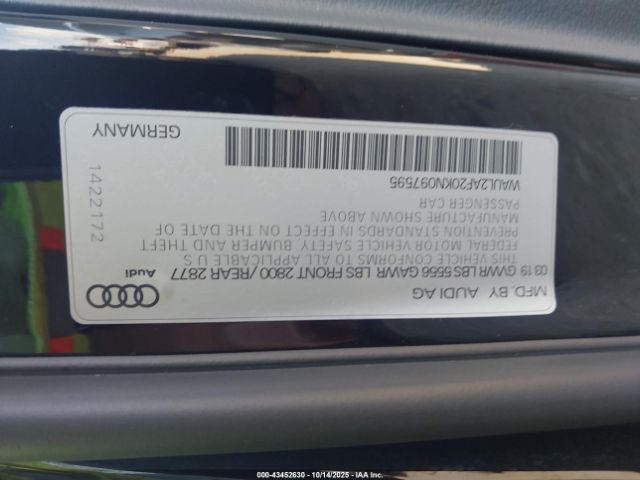 MFD. BY AUDI AG
03 19 GVWR LBS 5556 GAWR LBS FRONT 2800 / REAR 2877
THIS VEHICLE CONFORMS TO ALL APPLICABLE U S
FEDERAL MOTOR VEHICLE SAFETY, BUMPER AND THEFT
PREVENTION STANDARDS IN EFFECT ON THE DATE OF
MANUFACTURE SHOWN ABOVE
PASSENGER CAR
WAUL2AF20KN097595
Audi
1422172
GERMANY
000-43452630 - 10/14/2025 - IAAI, Inc.